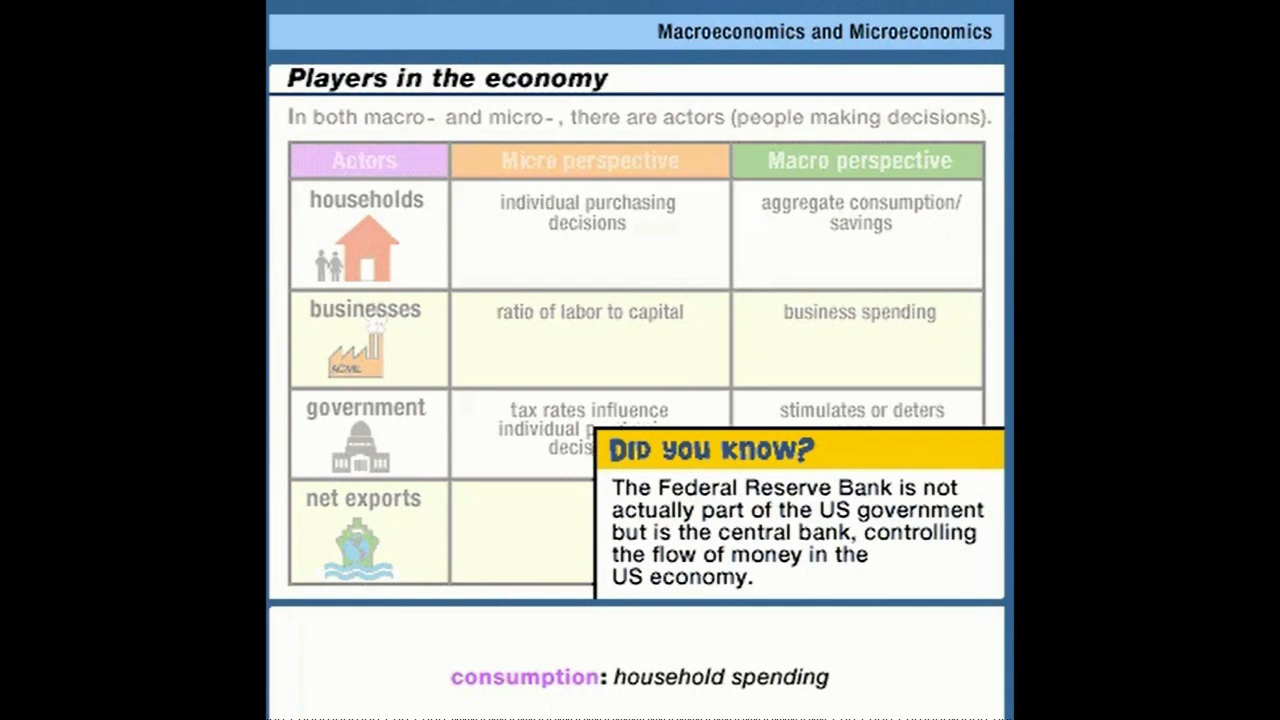 Macroeconomics and Microeconomics
Players in the economy
In both macro- and micro-, there are actors (people making decisions).
Actors
Micro perspective
Macro perspective
households
individual purchasing
decisions
aggregate consumption/
savings
businesses
ACME
ratio of labor to capital
business spending
government
tax rates influence
individual
stimulates or deters
net exports
Did you know?
The Federal Reserve Bank is not
actually part of the US government
but is the central bank, controlling
the flow of money in the
US economy.
consumption: household spending